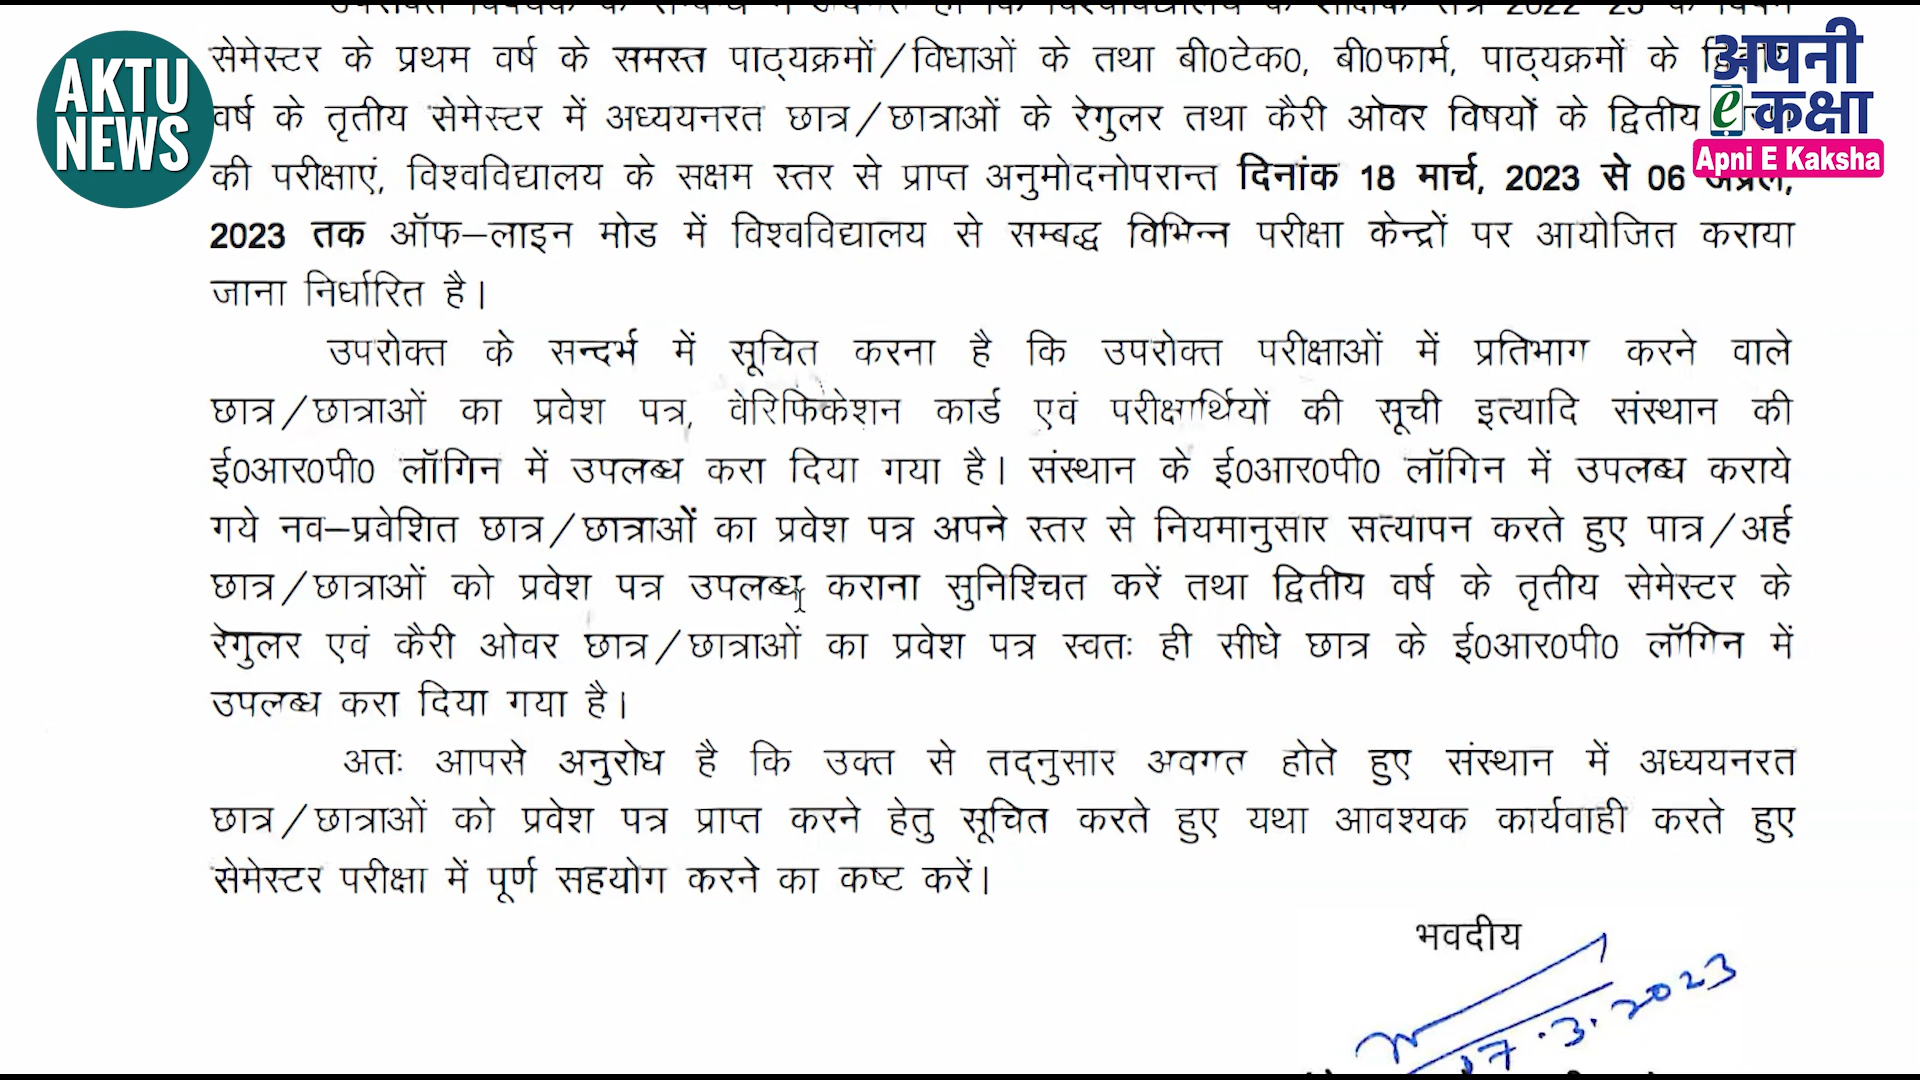 सेमेस्टर के प्रथम वर्ष के समस्त पाठ्यक्रमों/विधाओं के तथा बी0टेक0, बी0फार्म, पाठ्यक्रमों के
वर्ष के तृतीय सेमेस्टर में अध्ययनरत छात्र/छात्राओं के रेगुलर तथा कैरी ओवर विषयों के द्वितीय
की परीक्षाएं, विश्वविद्यालय के सक्षम स्तर से प्राप्त अनुमोदनोपरान्त दिनांक 18 मार्च, 2023 से 06 अप्रैल,
2023 तक ऑफ–लाइन मोड में विश्वविद्यालय से सम्बद्ध विभिन्न परीक्षा केन्द्रों पर आयोजित कराया
जाना निर्धारित है।
उपरोक्त के सन्दर्भ में सूचित करना है कि उपरोक्त परीक्षाओं में प्रतिभाग करने वाले
छात्र/छात्राओं का प्रवेश पत्र, वेरिफिकेशन कार्ड एवं परीक्षार्थियों की सूची इत्यादि संस्थान की
ई0आर0पी0 लॉगिन में उपलब्ध करा दिया गया है। संस्थान के ई0आर0पी0 लॉगिन में उपलब्ध कराये
गये नव–प्रवेशित छात्र/छात्राओं का प्रवेश पत्र अपने स्तर से नियमानुसार सत्यापन करते हुए पात्र/अर्ह
छात्र/छात्राओं को प्रवेश पत्र उपलब्ध कराना सुनिश्चित करें तथा द्वितीय वर्ष के तृतीय सेमेस्टर के
रेगुलर एवं कैरी ओवर छात्र/छात्राओं का प्रवेश पत्र स्वतः ही सीधे छात्र के ई0आर0पी0 लॉगिन में
उपलब्ध करा दिया गया है।
अतः आपसे अनुरोध है कि उक्त से तद्नुसार अवगत होते हुए संस्थान में अध्ययनरत
छात्र/छात्राओं को प्रवेश पत्र प्राप्त करने हेतु सूचित करते हुए यथा आवश्यक कार्यवाही करते हुए
सेमेस्टर परीक्षा में पूर्ण सहयोग करने का कष्ट करें।
भवदीय
17.3.2023
AKTU
NEWS
अपनी
e कक्षा
Apni E Kaksha